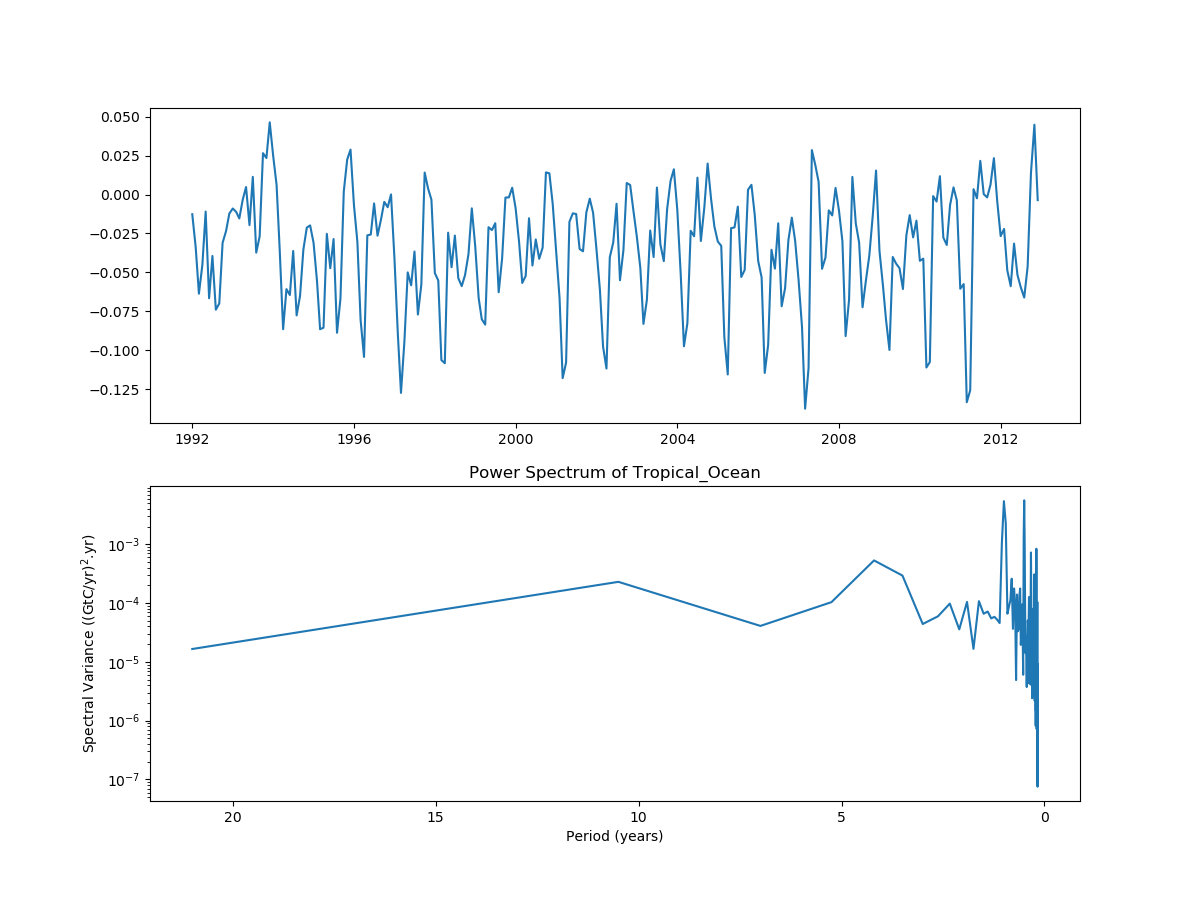 0.050
0.025
0.000
−0.025
−0.050
−0.075
−0.100
−0.125
1992 1996 2000 2004 2008 2012
Power Spectrum of Tropical_Ocean
Spectral Variance ((GtC/yr)².yr)
10⁻³
10⁻⁴
10⁻⁵
10⁻⁶
10⁻⁷
20 15 10 5 0
Period (years)